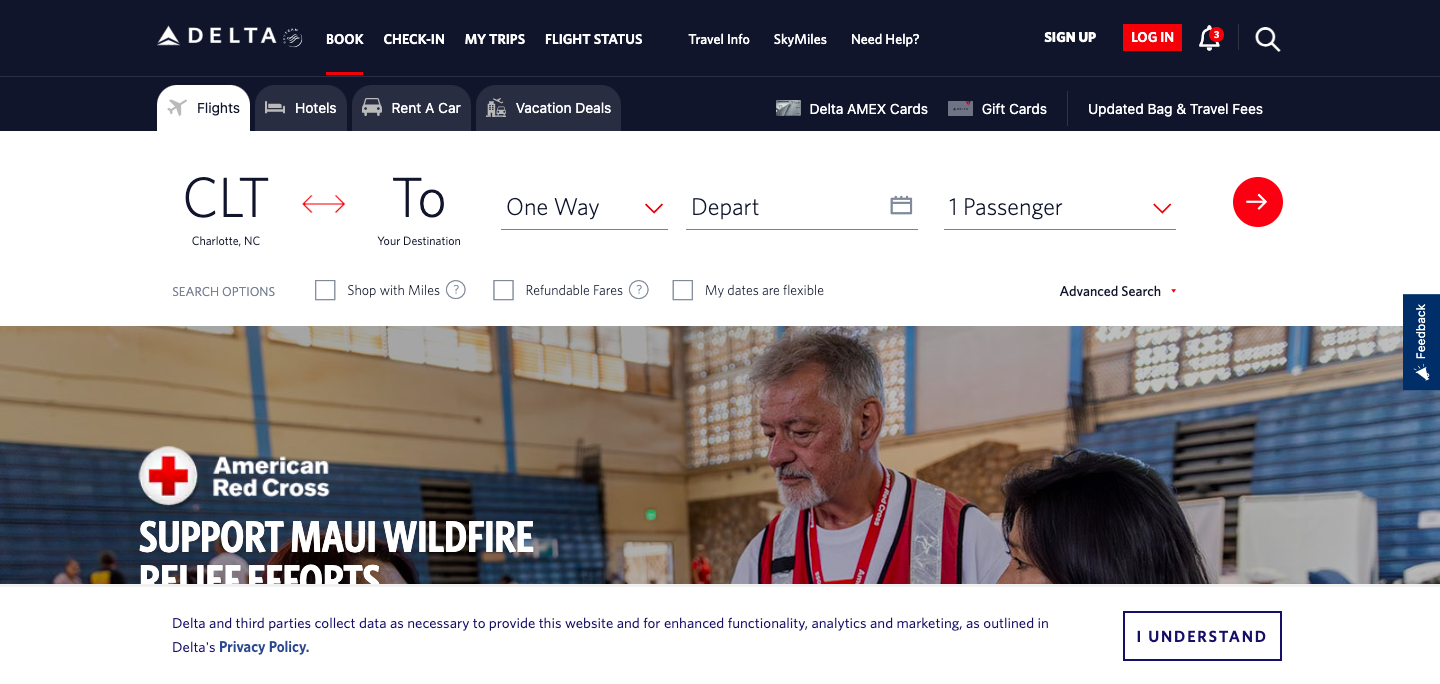 DELTA
BOOK
CHECK-IN
MY TRIPS
FLIGHT STATUS
Travel Info
SkyMiles
Need Help?
SIGN UP
LOG IN
3
Flights
Hotels
Rent A Car
Vacation Deals
Delta AMEX Cards
Gift Cards
Updated Bag & Travel Fees
CLT
Charlotte, NC
To
Your Destination
One Way
Depart
1 Passenger
SEARCH OPTIONS
Shop with Miles ?
Refundable Fares ?
My dates are flexible
Advanced Search
Feedback
American
Red Cross
SUPPORT MAUI WILDFIRE
RELIEF EFFORTS
Delta and third parties collect data as necessary to provide this website and for enhanced functionality, analytics and marketing, as outlined in
Delta's Privacy Policy.
I UNDERSTAND